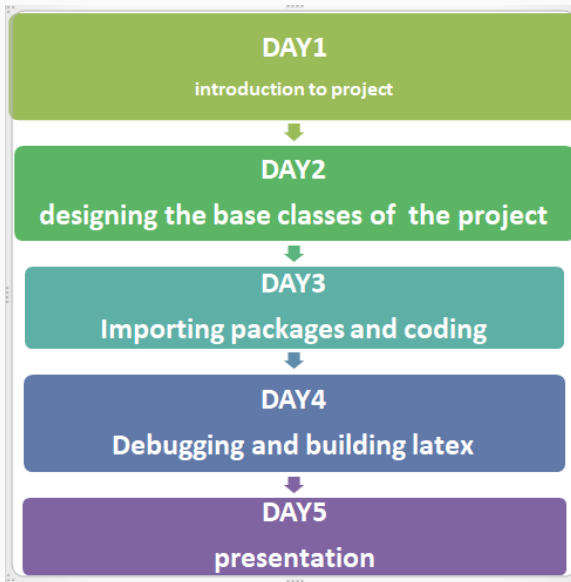 DAY1
introduction to project
DAY2
designing the base classes of the project
DAY3
Importing packages and coding
DAY4
Debugging and building latex
DAY5
presentation